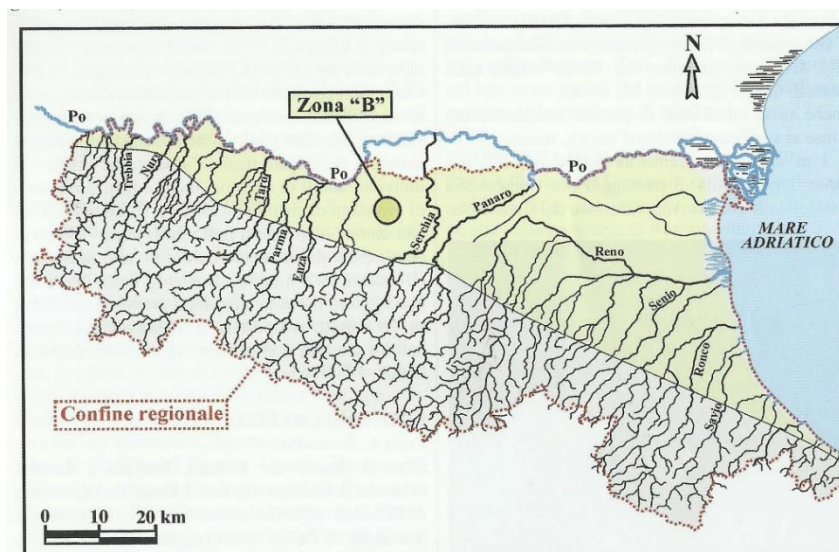 N
Zona "B"
Po
Po
Po
Trebbia
Nure
Taro
Parma
Enza
Secchia
Panaro
Reno
Senio
Ronco
Savio
MARE
ADRIATICO
Confine regionale
0 10 20 km